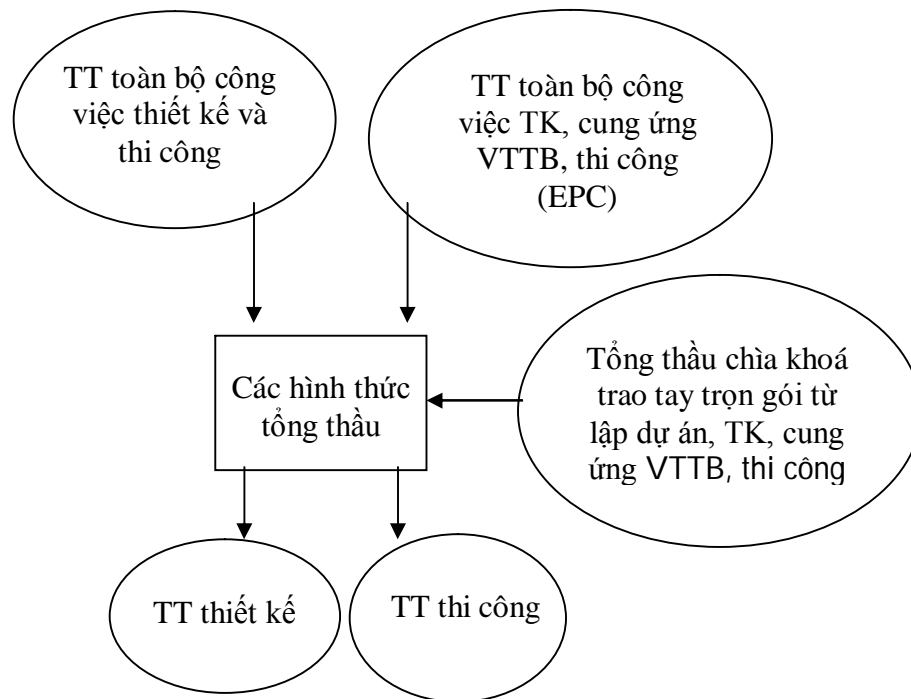 TT toàn bộ công
việc thiết kế và
thi công
TT toàn bộ công
việc TK, cung ứng
VTTB, thi công
(EPC)
Các hình thức
tổng thầu
Tổng thầu chìa khoá
trao tay trọn gói từ
lập dự án, TK, cung
ứng VTTB, thi công
TT thiết kế
TT thi công